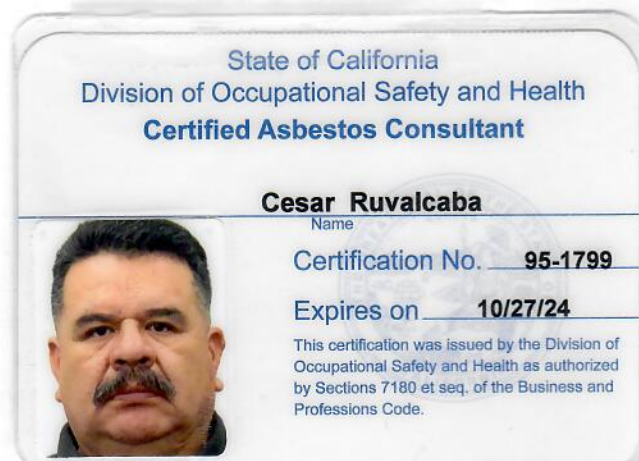 State of California
Division of Occupational Safety and Health
Certified Asbestos Consultant
Cesar Ruvalcaba
Name
Certification No. 95-1799
Expires on 10/27/24
This certification was issued by the Division of
Occupational Safety and Health as authorized
by Sections 7180 et seq. of the Business and
Professions Code.